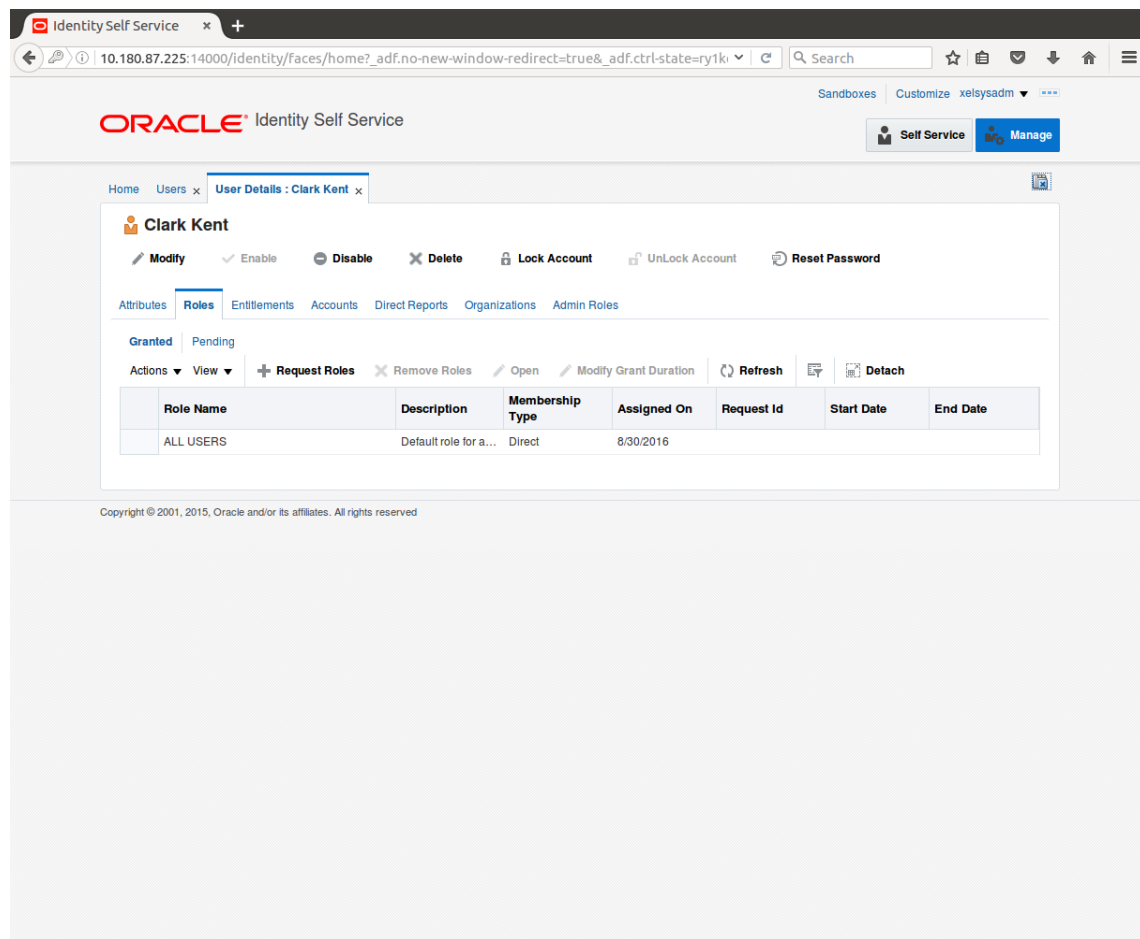 Identity Self Service × +
10.180.87.225:14000/identity/faces/home?_adf.no-new-window-redirect=true&_adf.ctrl-state=ry1k Search
Sandboxes Customize xelsysadm
ORACLE Identity Self Service
Self Service Manage
Home Users × User Details : Clark Kent ×
Clark Kent
Modify Enable Disable Delete Lock Account UnLock Account Reset Password
Attributes Roles Entitlements Accounts Direct Reports Organizations Admin Roles
Granted Pending
Actions View Request Roles Remove Roles Open Modify Grant Duration Refresh Detach
Role Name Description Membership Type Assigned On Request Id Start Date End Date
ALL USERS Default role for a... Direct 8/30/2016
Copyright © 2001, 2015, Oracle and/or its affiliates. All rights reserved